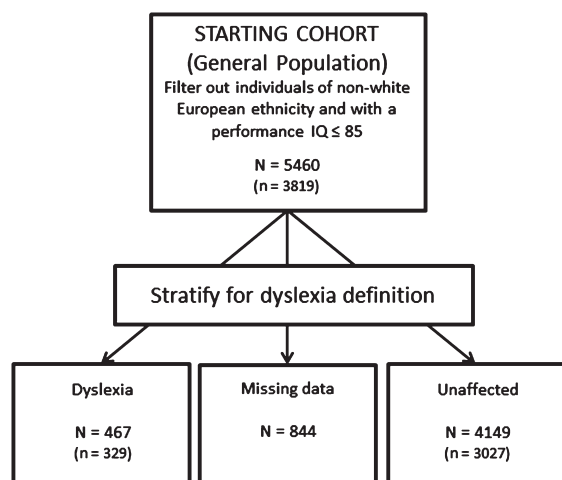 STARTING COHORT
(General Population)
Filter out individuals of non-white
European ethnicity and with a
performance IQ ≤ 85
N = 5460
(n = 3819)
Stratify for dyslexia definition
Dyslexia
N = 467
(n = 329)
Missing data
N = 844
Unaffected
N = 4149
(n = 3027)